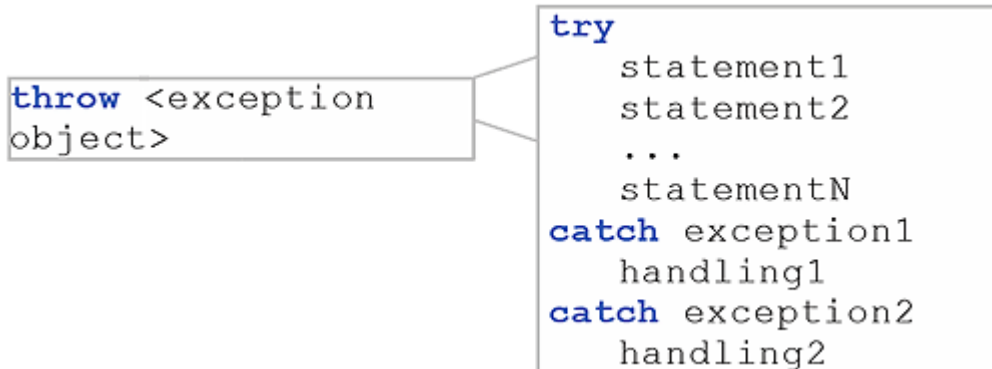 throw <exception
object>
try
statement1
statement2
...
statementN
catch exception1
handling1
catch exception2
handling2